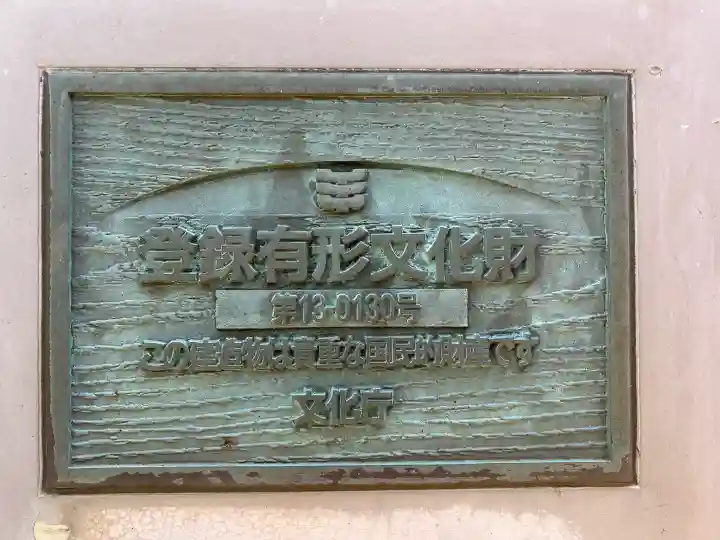 登録有形文化財
第13-0130号
この建造物は貴重な国民的財産です
文化庁